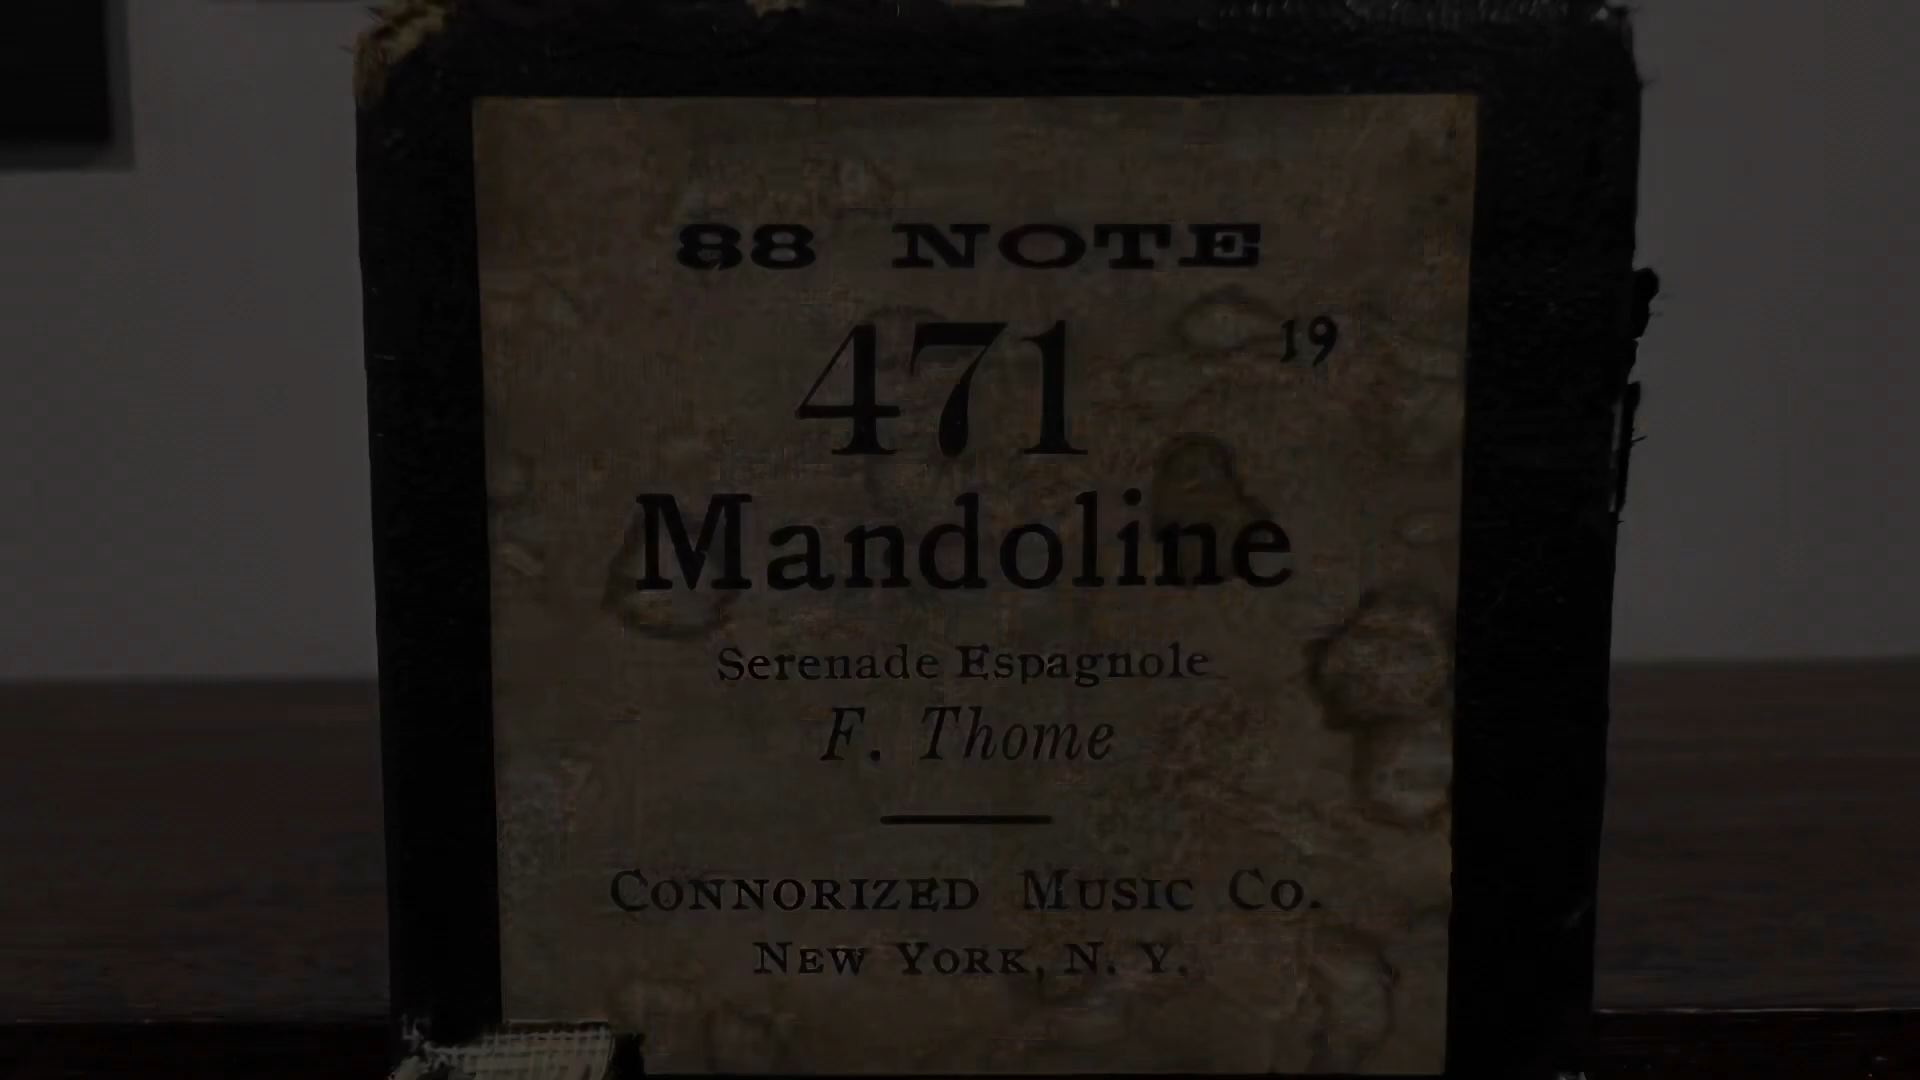 88 NOTE
471 19
Mandoline
Serenade Espagnole
F. Thome
CONNORIZED MUSIC CO.
NEW YORK, N. Y.